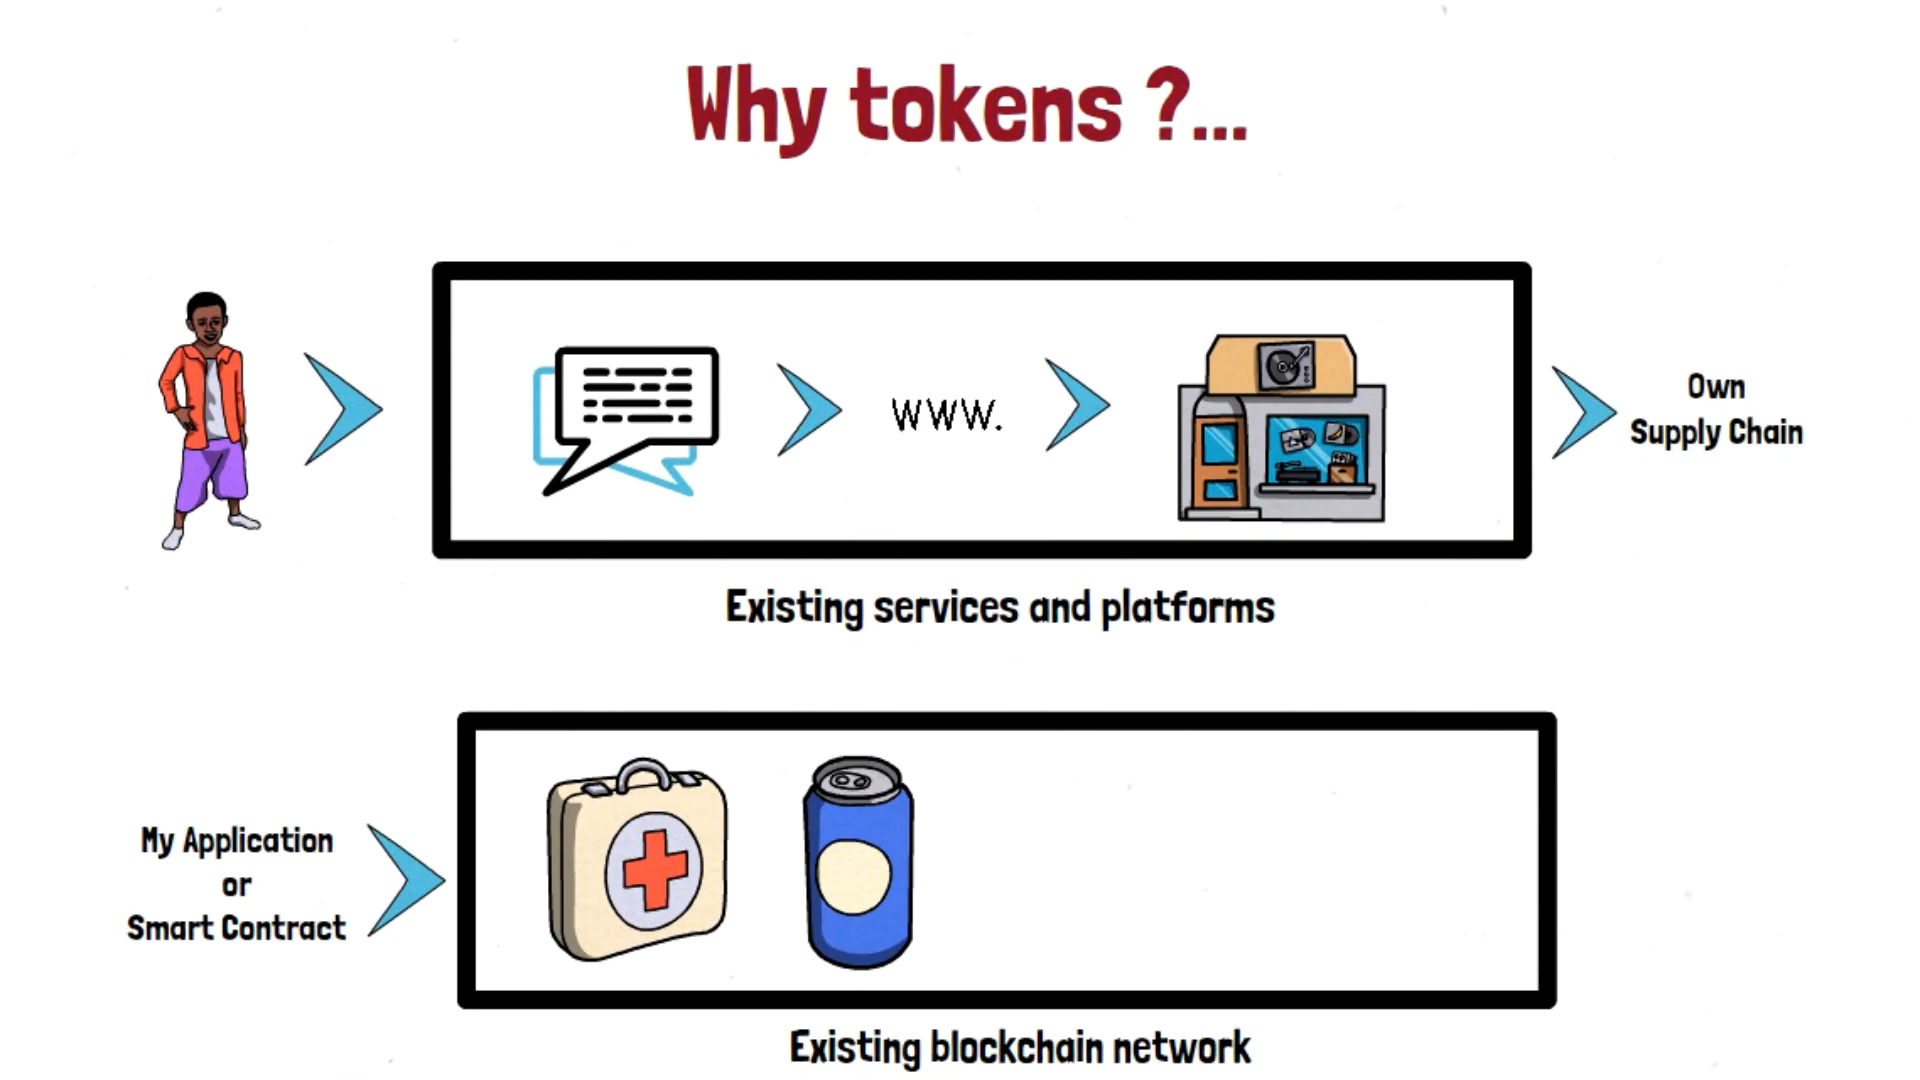 Why tokens ?...
www.
Own
Supply Chain
Existing services and platforms
My Application
or
Smart Contract
Existing blockchain network